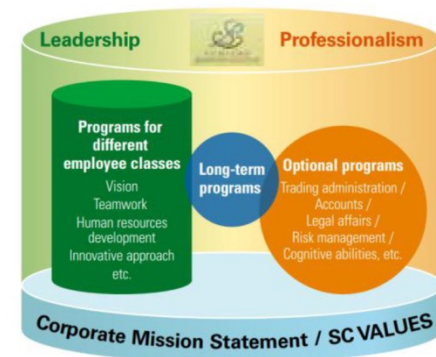 Leadership
Professionalism
Programs for
different
employee classes
Vision
Teamwork
Human resources
development
Innovative approach
etc.
Long-term
programs
Optional programs
Trading administration /
Accounts /
Legal affairs /
Risk management /
Cognitive abilities, etc.
Corporate Mission Statement / SC VALUES